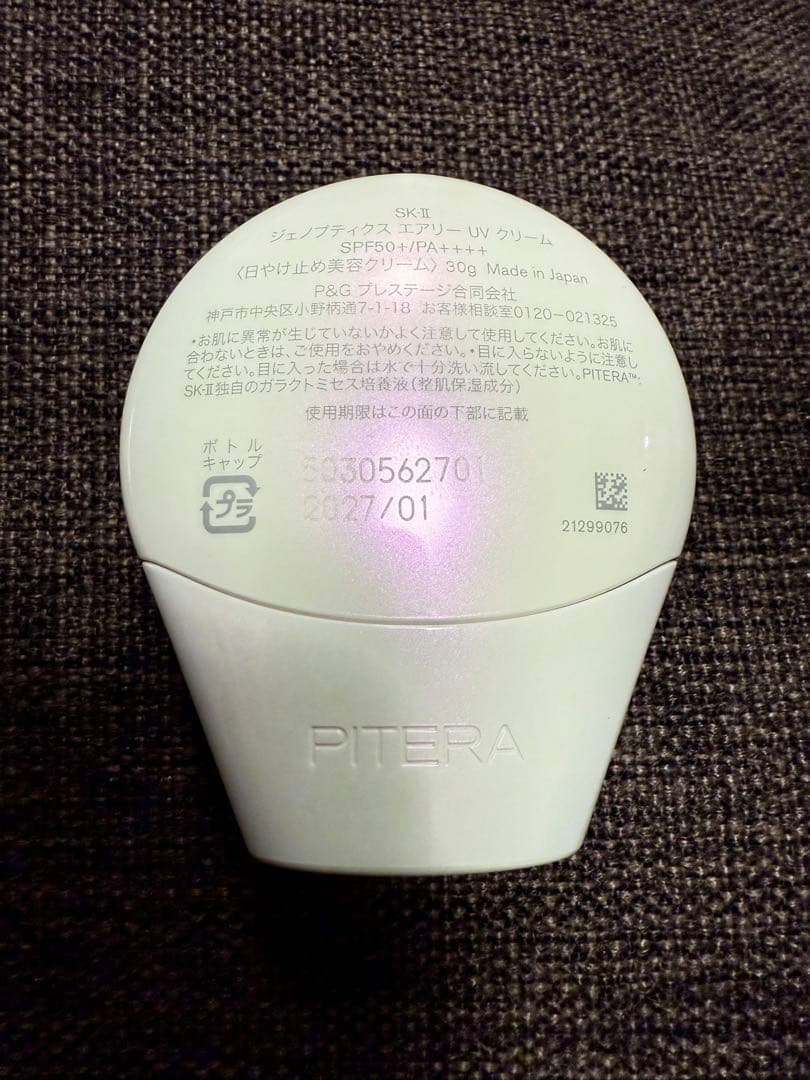 SK-II
ジェノプティクス エアリー UV クリーム
SPF50+/PA++++
〈日やけ止め美容クリーム〉30g Made in Japan
P&G プレステージ合同会社
神戸市中央区小野柄通7-1-18 お客様相談室0120-021325
•お肌に異常が生じていないかよく注意して使用してください。お肌に
合わないときは、ご使用をおやめください。•目に入らないように注意し
てください。目に入った場合は水で十分洗い流してください。PITERA™:
SK-II独自のガラクトミセス培養液(整肌保湿成分)
使用期限はこの面の下部に記載
ボトル
キャップ
プラ
5030562701
2027/01
21299076
PITERA